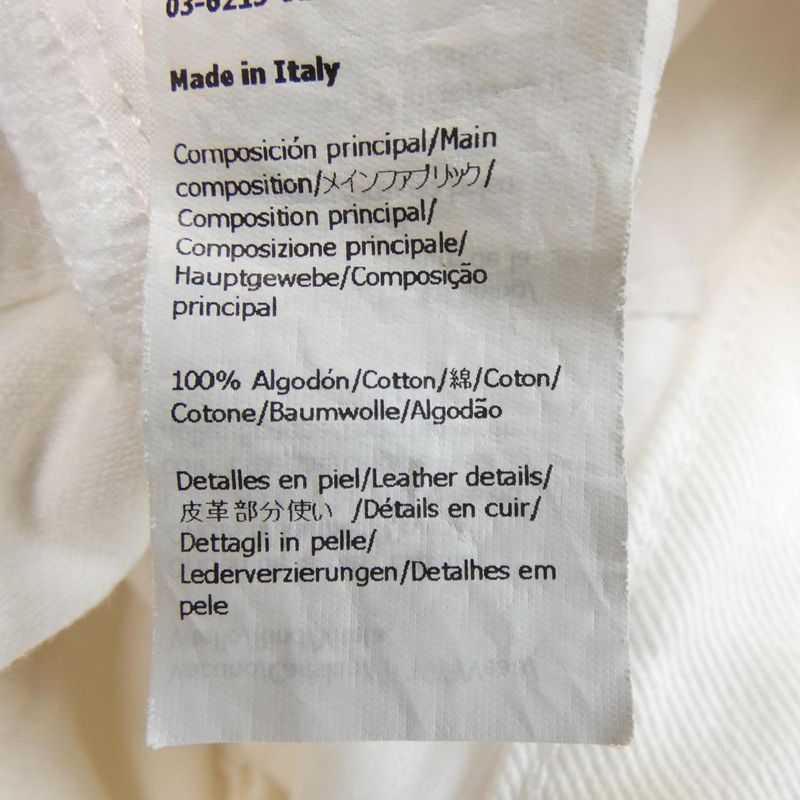 Made in Italy
Composición principal/Main
composition/メインファブリック/
Composition principal/
Composizione principale/
Hauptgewebe/Composição
principal
100% Algodón/Cotton/綿/Coton/
Cotone/Baumwolle/Algodão
Detalles en piel/Leather details/
皮革部分使い /Détails en cuir/
Dettagli in pelle/
Lederverzierungen/Detalhes em
pele